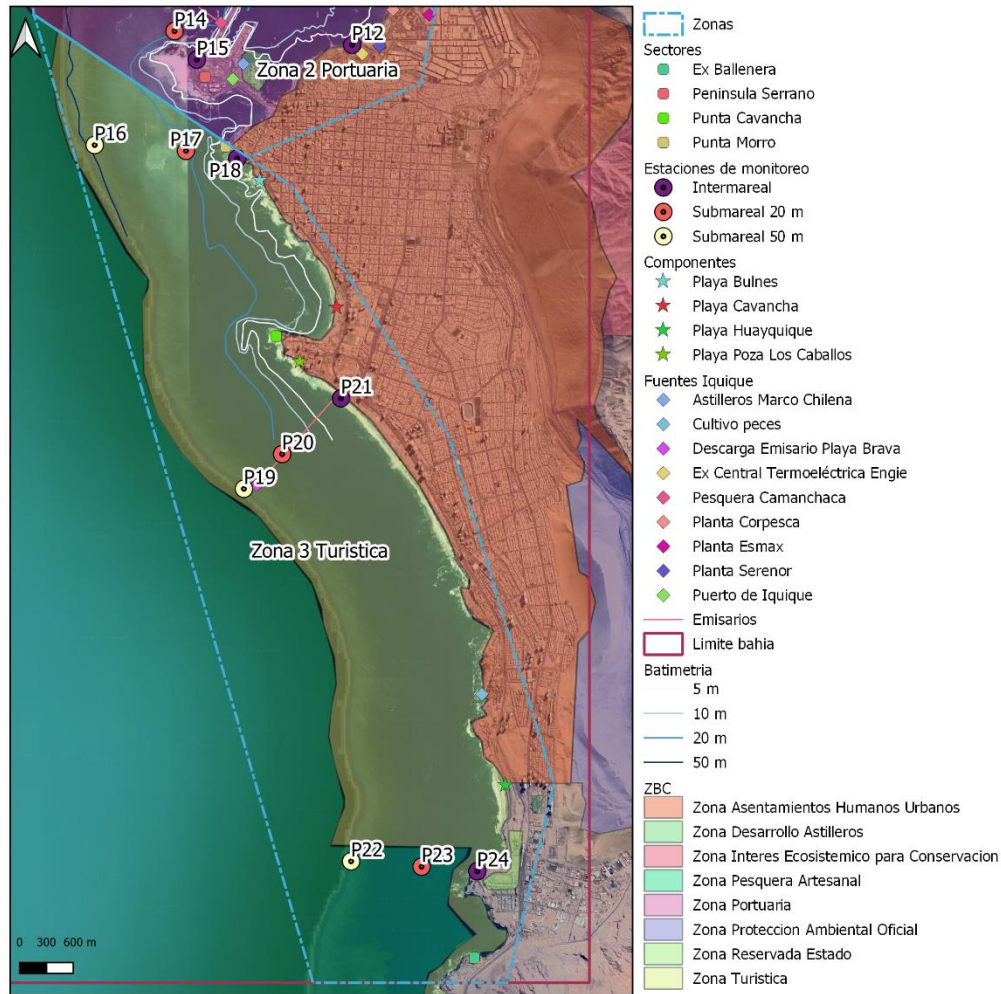 P14
P15
P12
Zona 2 Portuaria
P16
P17
P18
P21
P20
P19
Zona 3 Turistica
P22
P23
P24
0 300 600 m
Zonas
Sectores
Ex Ballenera
Peninsula Serrano
Punta Cavancha
Punta Morro
Estaciones de monitoreo
Intermareal
Submareal 20 m
Submareal 50 m
Componentes
Playa Bulnes
Playa Cavancha
Playa Huayquique
Playa Poza Los Caballos
Fuentes Iquique
Astilleros Marco Chilena
Cultivo peces
Descarga Emisario Playa Brava
Ex Central Termoeléctrica Engie
Pesquera Camanchaca
Planta Corpesca
Planta Esmax
Planta Serenor
Puerto de Iquique
Emisarios
Limite bahia
Batimetria
5 m
10 m
20 m
50 m
ZBC
Zona Asentamientos Humanos Urbanos
Zona Desarrollo Astilleros
Zona Interes Ecosistemico para Conservacion
Zona Pesquera Artesanal
Zona Portuaria
Zona Proteccion Ambiental Oficial
Zona Reservada Estado
Zona Turistica